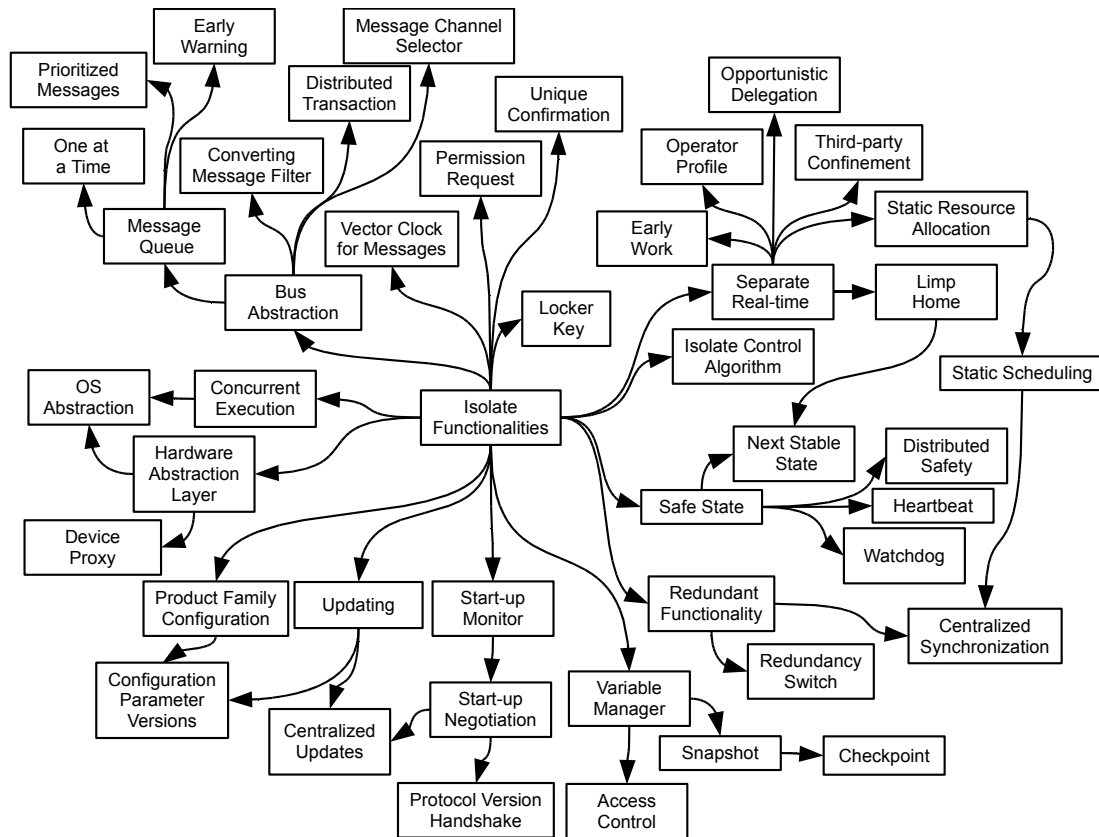 Early
Warning
Message Channel
Selector
Prioritized
Messages
Distributed
Transaction
Unique
Confirmation
Opportunistic
Delegation
One at
a Time
Converting
Message Filter
Permission
Request
Operator
Profile
Third-party
Confinement
Message
Queue
Vector Clock
for Messages
Early
Work
Static Resource
Allocation
Bus
Abstraction
Locker
Key
Separate
Real-time
Limp
Home
Isolate Control
Algorithm
Static Scheduling
OS
Abstraction
Concurrent
Execution
Isolate
Functionalities
Hardware
Abstraction
Layer
Next Stable
State
Distributed
Safety
Safe State
Heartbeat
Device
Proxy
Watchdog
Product Family
Configuration
Updating
Start-up
Monitor
Redundant
Functionality
Centralized
Synchronization
Redundancy
Switch
Configuration
Parameter
Versions
Centralized
Updates
Start-up
Negotiation
Variable
Manager
Snapshot
Checkpoint
Protocol Version
Handshake
Access
Control